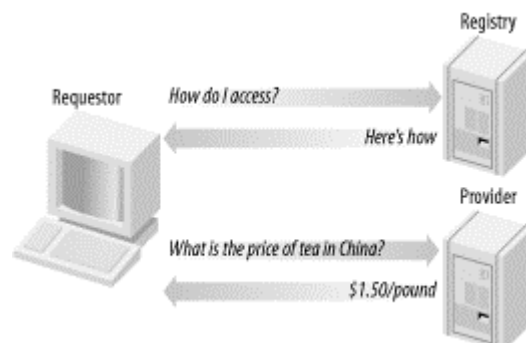 Registry
Requestor
How do I access?
Here's how
Provider
What is the price of tea in China?
$1.50/pound